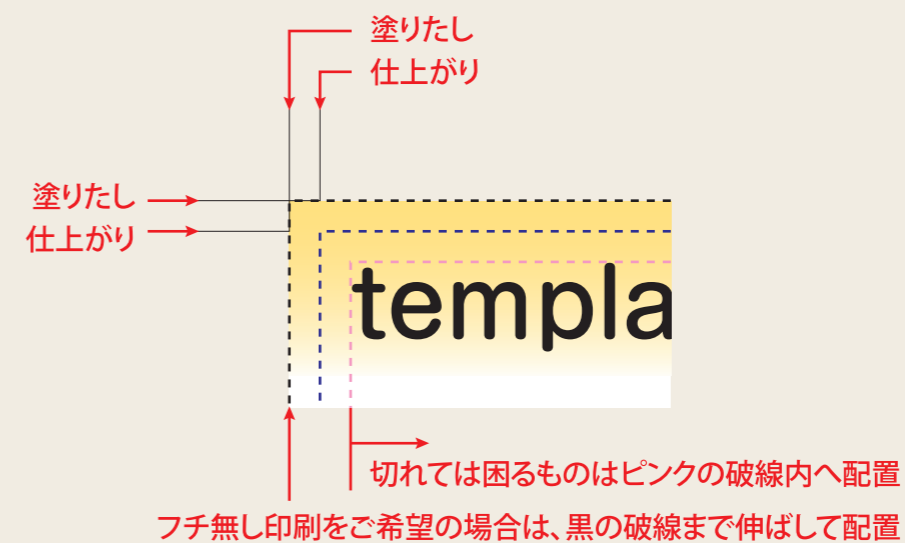 塗りたし
仕上がり
塗りたし
仕上がり
templa
切れては困るものはピンクの破線内へ配置
フチ無し印刷をご希望の場合は、黒の破線まで伸ばして配置